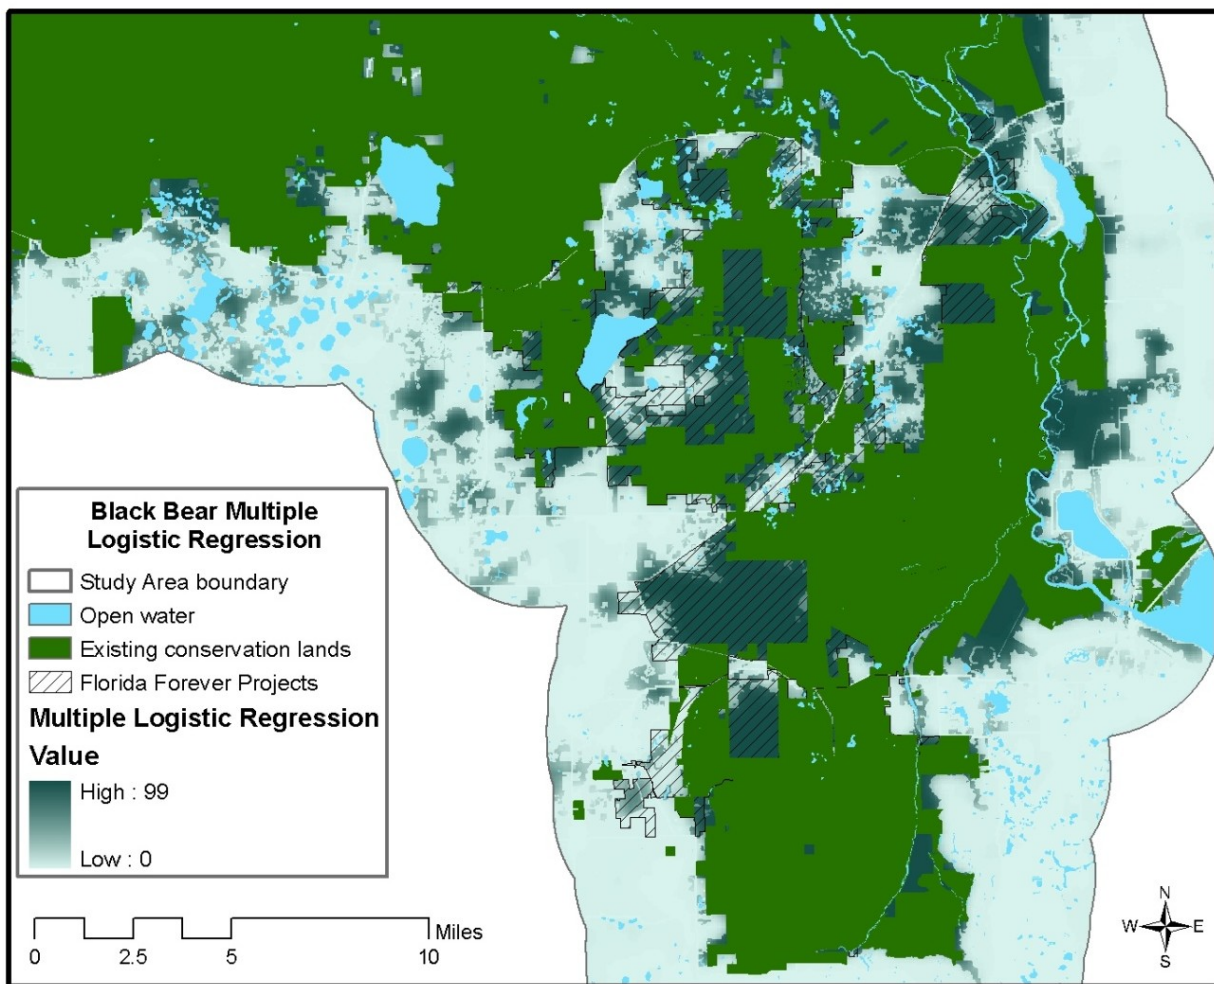 Black Bear Multiple
Logistic Regression
Study Area boundary
Open water
Existing conservation lands
Florida Forever Projects
Multiple Logistic Regression
Value
High : 99
Low : 0
Miles
0 2.5 5 10
N
W E
S